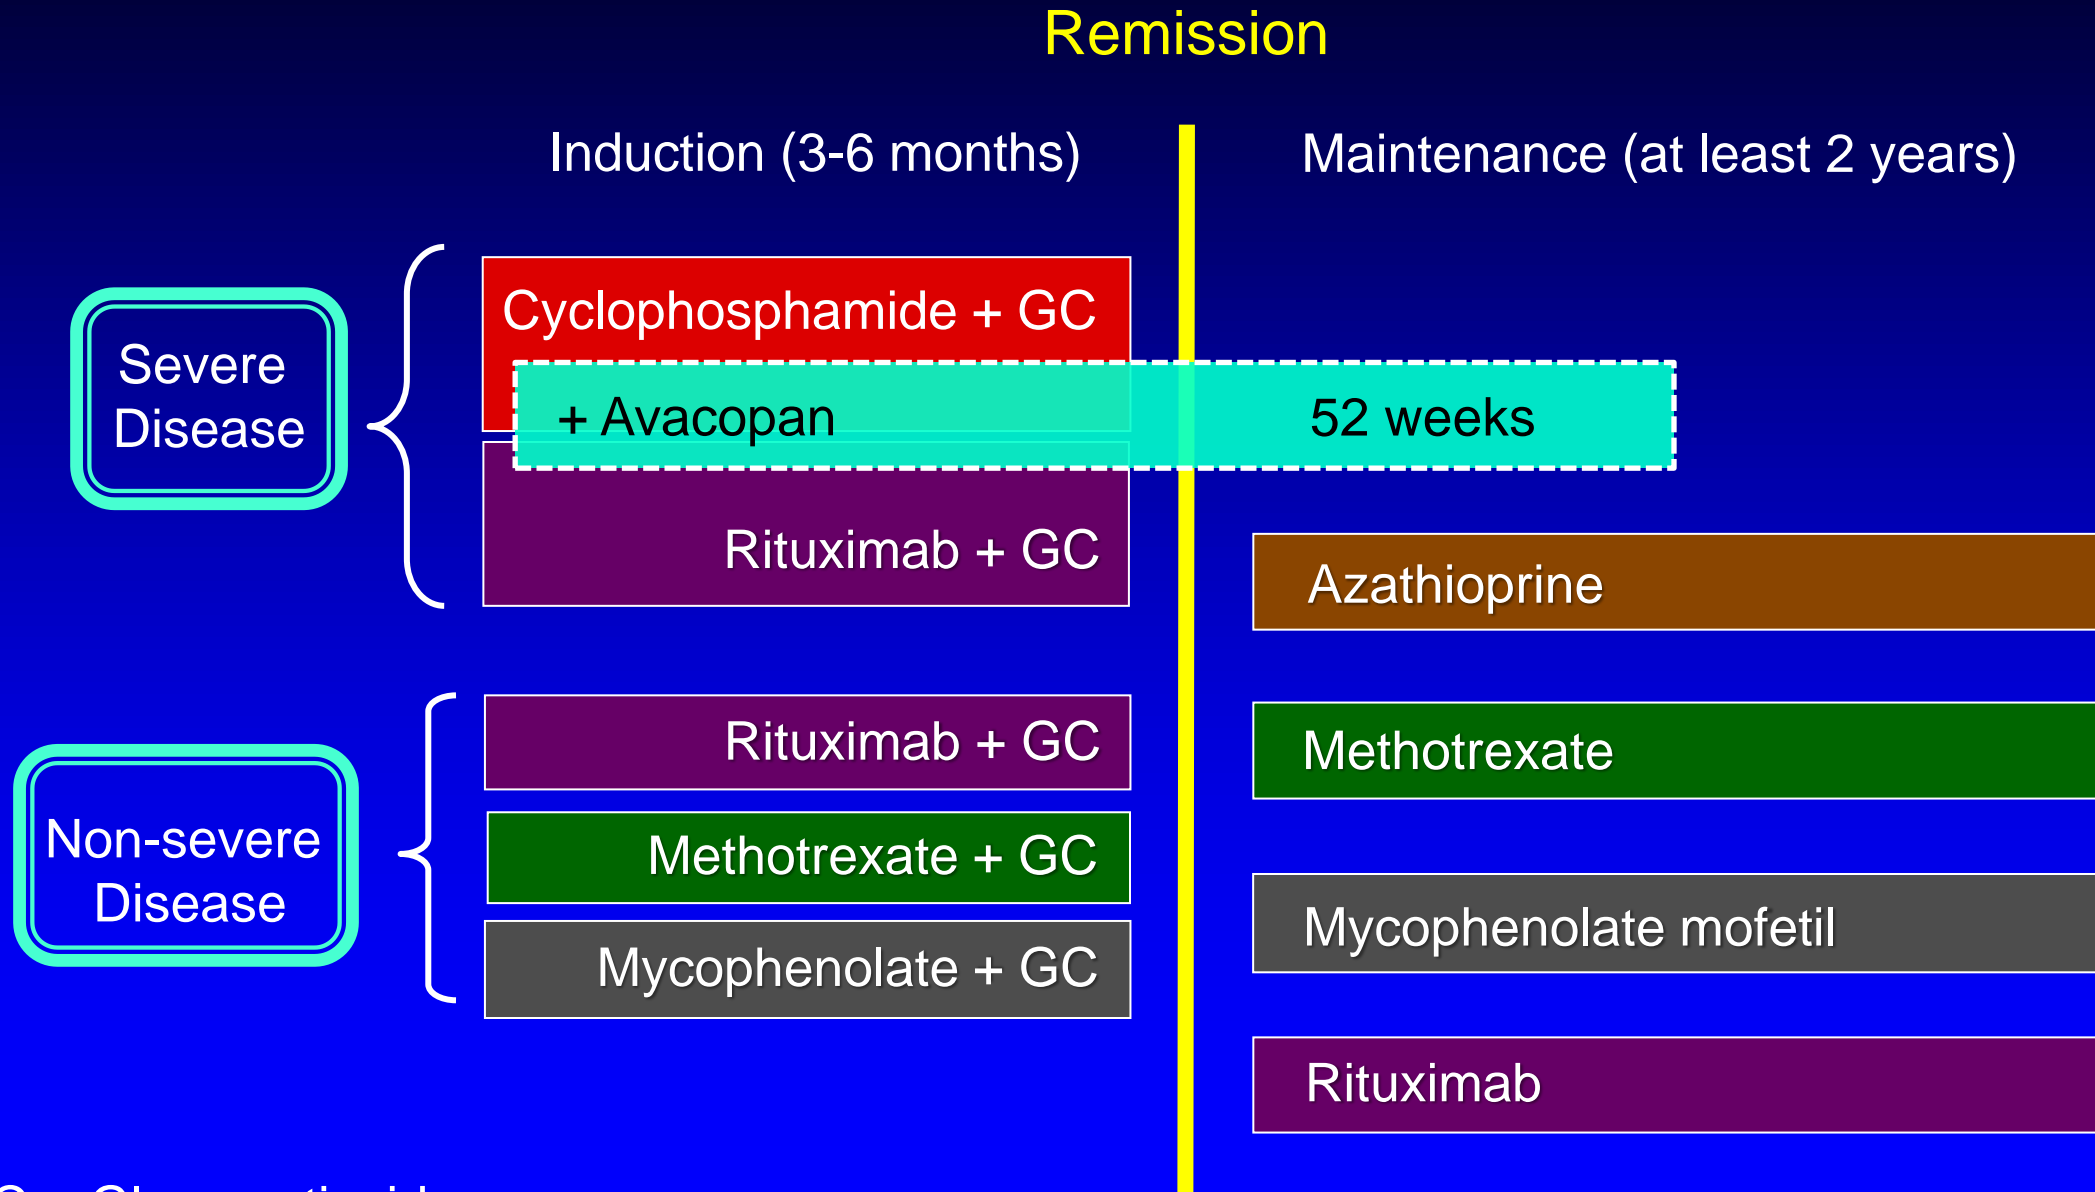 Remission
Induction (3-6 months)
Maintenance (at least 2 years)
Severe
Disease
Cyclophosphamide + GC
+ Avacopan
52 weeks
Rituximab + GC
Azathioprine
Non-severe
Disease
Rituximab + GC
Methotrexate + GC
Mycophenolate + GC
Methotrexate
Mycophenolate mofetil
Rituximab